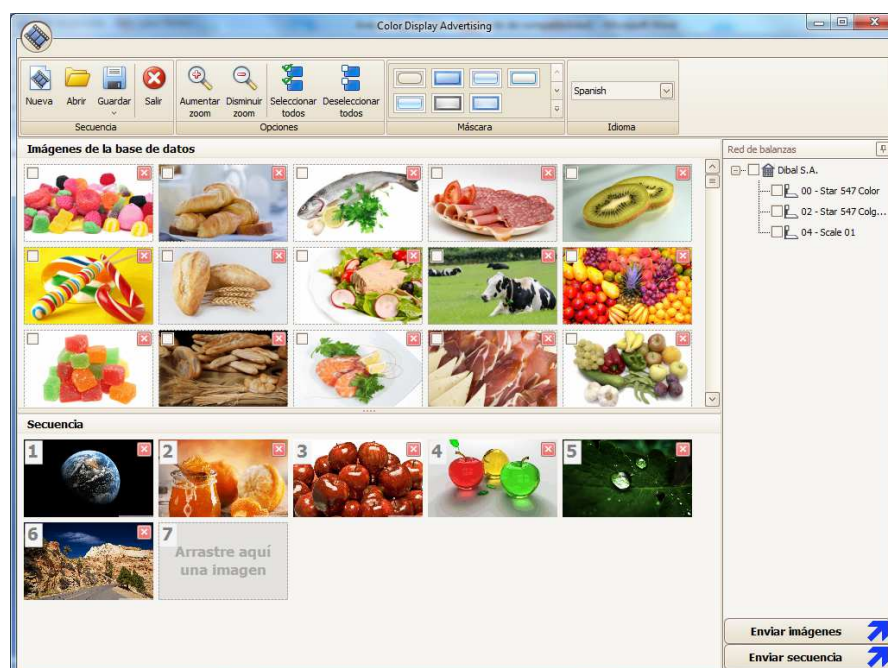 Color Display Advertising
Nueva
Abrir
Guardar
Salir
Secuencia
Aumentar zoom
Disminuir zoom
Seleccionar todos
Deseleccionar todos
Opciones
Máscara
Spanish
Idioma
Imágenes de la base de datos
Red de balanzas
Dibal S.A.
00 - Star 547 Color
02 - Star 547 Colg...
04 - Scale 01
Secuencia
1
2
3
4
5
6
7
Arrastre aquí
una imagen
Enviar imágenes
Enviar secuencia